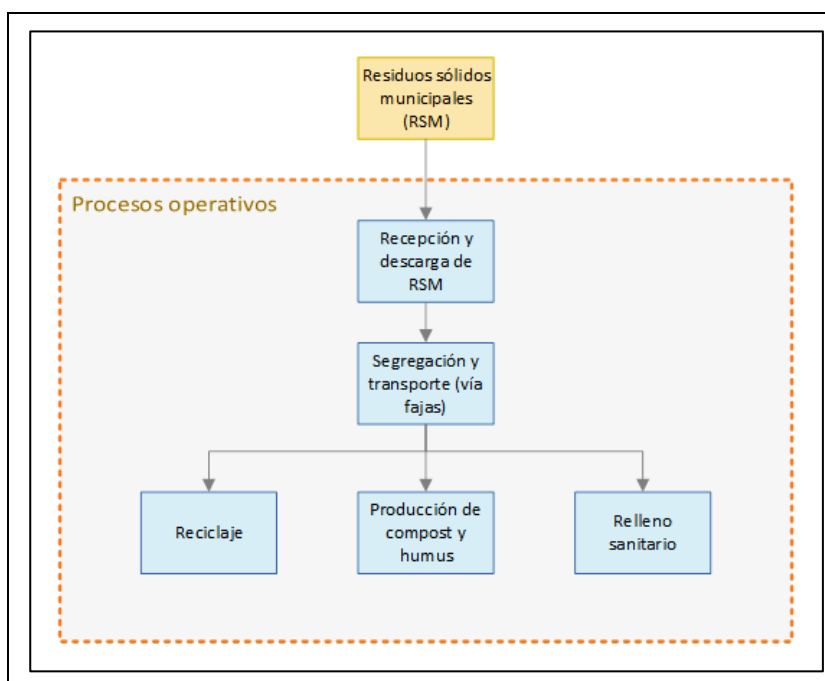 Residuos sólidos
municipales
(RSM)
Procesos operativos
Recepción y
descarga de
RSM
Segregación y
transporte (vía
fajas)
Reciclaje
Producción de
compost y
humus
Relleno
sanitario